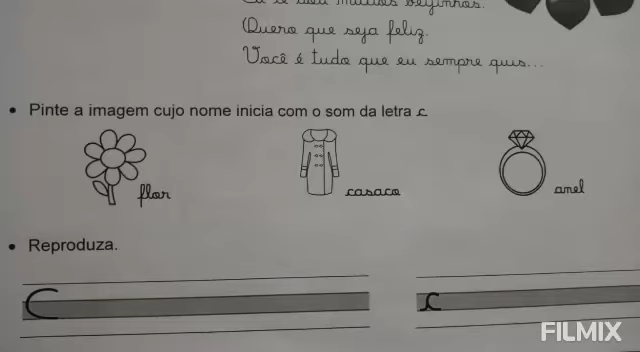 Quero que seja feliz.
Você é tudo que eu sempre quis...
• Pinte a imagem cujo nome inicia com o som da letra c
flor casaco anel
• Reproduza.
C c
FILMIX